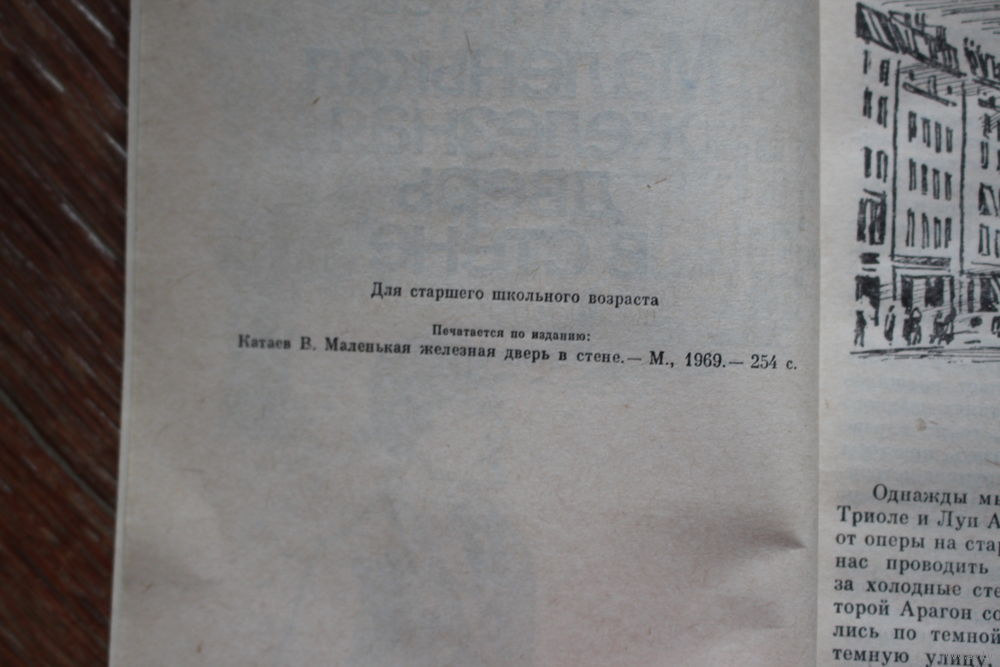 Для старшего школьного возраста
Печатается по изданию:
Катаев В. Маленькая железная дверь в стене.— М., 1969.— 254 с.
Однажды мы
Триоле и Луи А
от оперы на стар
нас проводить
за холодные сте
торой Арагон со
лись по темной
темную улицу.